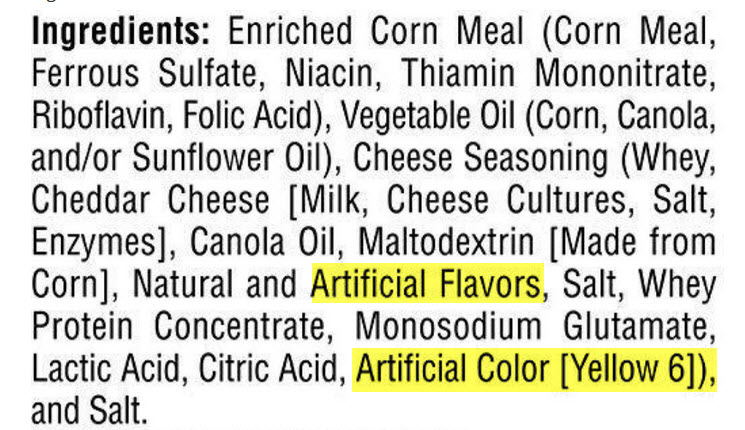 Ingredients: Enriched Corn Meal (Corn Meal,
Ferrous Sulfate, Niacin, Thiamin Mononitrate,
Riboflavin, Folic Acid), Vegetable Oil (Corn, Canola,
and/or Sunflower Oil), Cheese Seasoning (Whey,
Cheddar Cheese [Milk, Cheese Cultures, Salt,
Enzymes], Canola Oil, Maltodextrin [Made from
Corn], Natural and Artificial Flavors, Salt, Whey
Protein Concentrate, Monosodium Glutamate,
Lactic Acid, Citric Acid, Artificial Color [Yellow 6]),
and Salt.